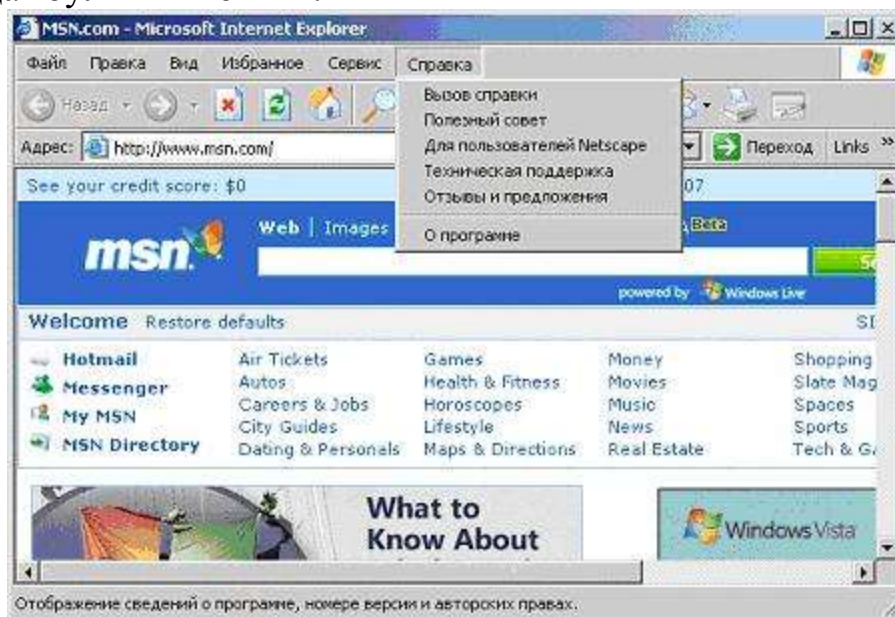 MSN.com - Microsoft Internet Explorer
Файл Правка Вид Избранное Сервис Справка
Назад
Вызов справки
Полезный совет
Для пользователей Netscape
Техническая поддержка
Отзывы и предложения
О программе
Адрес: http://www.msn.com/ Переход Links »
See your credit score: $0 07
msn Web | Images Beta
powered by Windows Live
Welcome Restore defaults
Hotmail Air Tickets Games Money Shopping
Messenger Autos Health & Fitness Movies Slate Mag
My MSN Careers & Jobs Horoscopes Music Spaces
MSN Directory City Guides Lifestyle News Sports
Dating & Personals Maps & Directions Real Estate Tech & Ga
What to
Know About
Windows Vista
Отображение сведений о программе, номере версии и авторских правах.